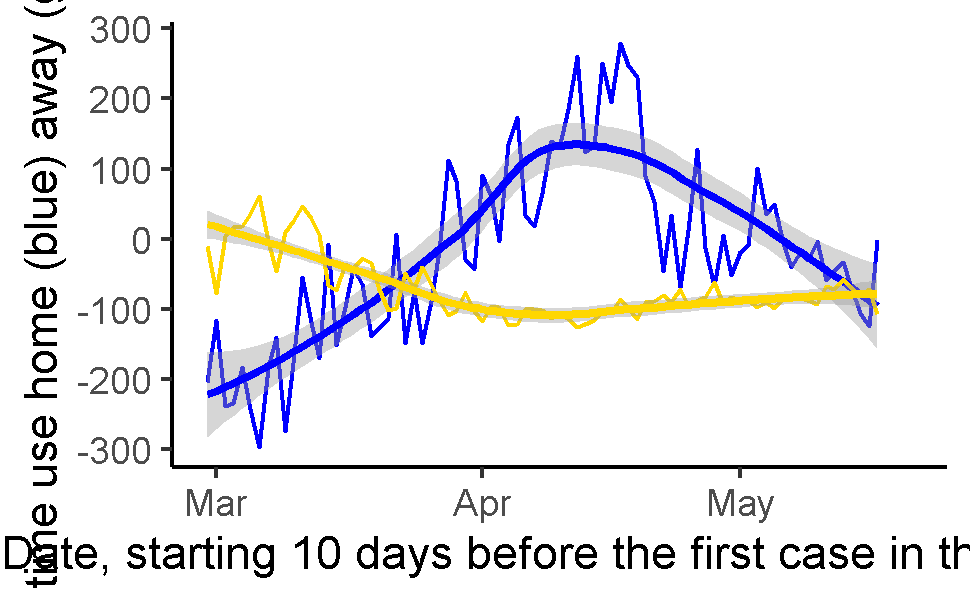 time use home (blue) away (
300
200
100
0
-100
-200
-300
Mar Apr May
Date, starting 10 days before the first case in th